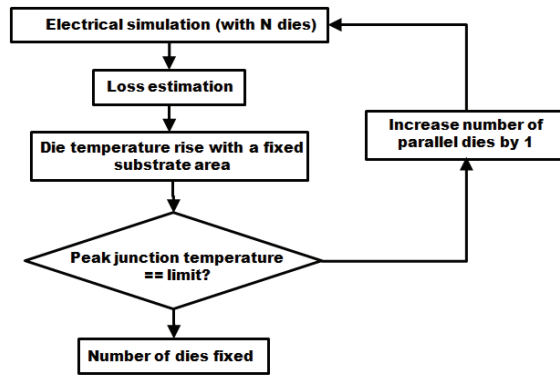 Electrical simulation (with N dies)
Loss estimation
Die temperature rise with a fixed
substrate area
Increase number of
parallel dies by 1
Peak junction temperature
== limit?
Number of dies fixed